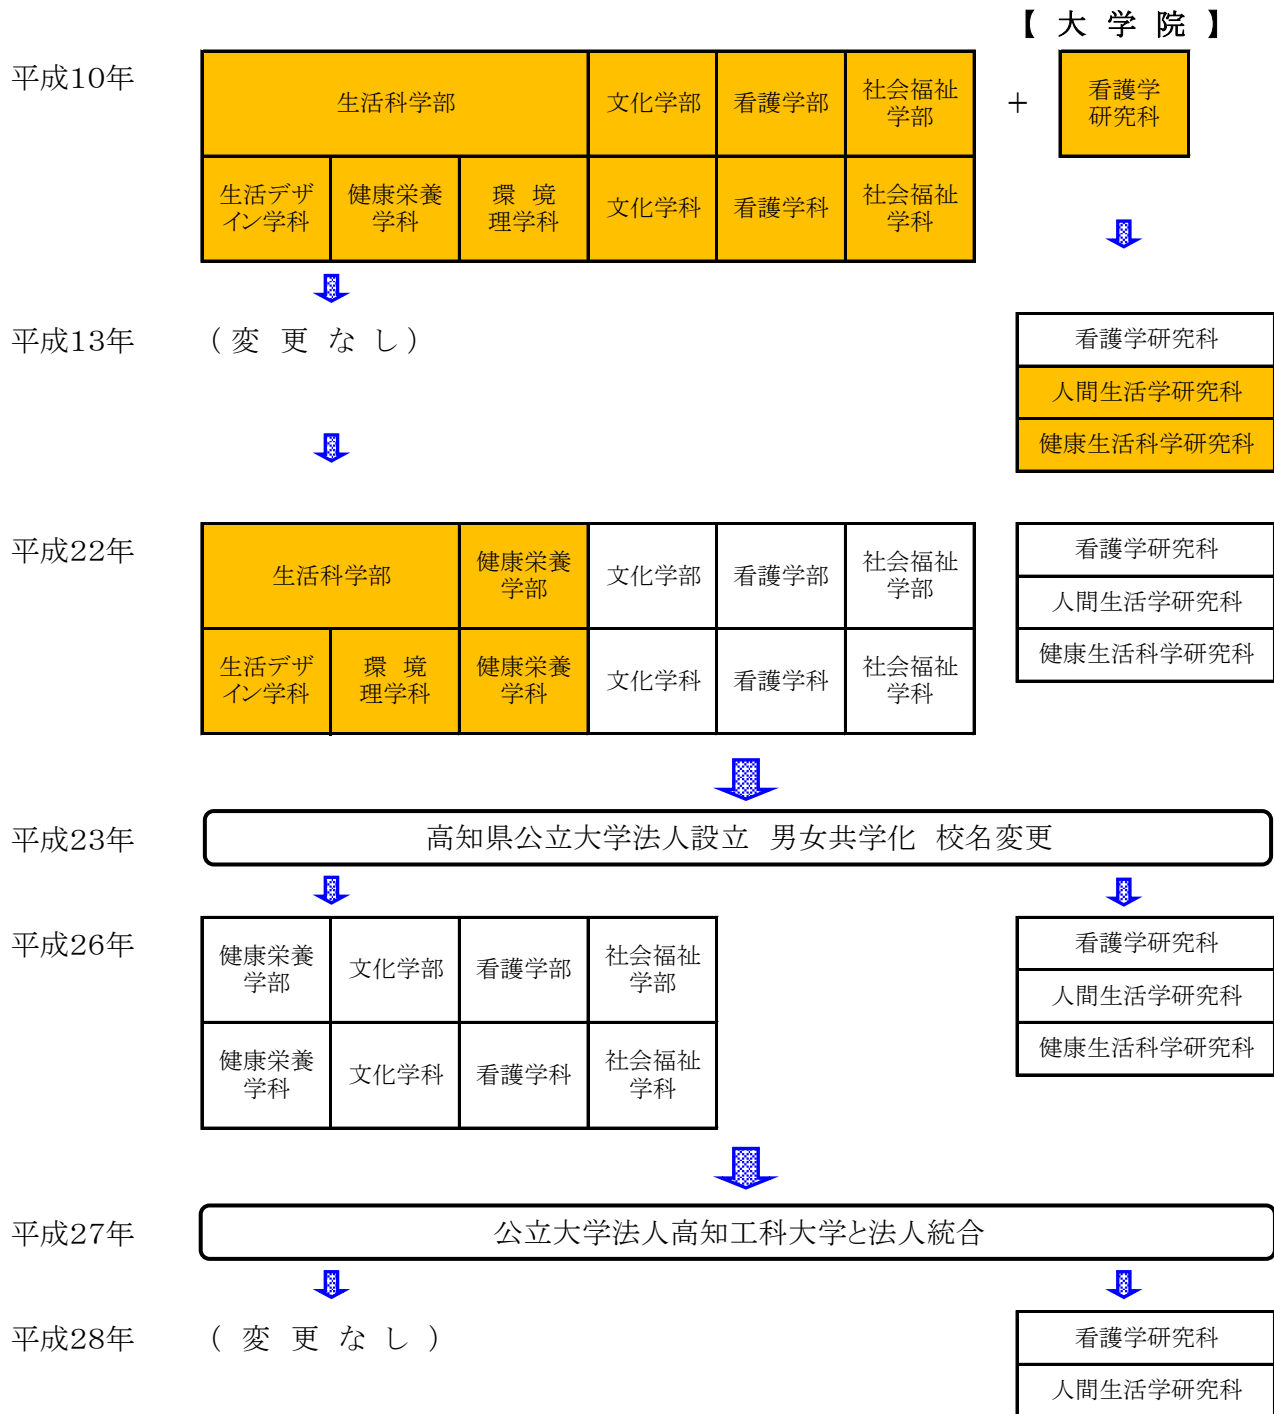 【 大 学 院 】
平成10年
生活科学部
文化学部
看護学部
社会福祉
学部
+
看護学
研究科
生活デザ
イン学科
健康栄養
学科
環 境
理学科
文化学科
看護学科
社会福祉
学科
平成13年
（ 変 更 な し ）
看護学研究科
人間生活学研究科
健康生活科学研究科
平成22年
生活科学部
健康栄養
学部
文化学部
看護学部
社会福祉
学部
生活デザ
イン学科
環 境
理学科
健康栄養
学科
文化学科
看護学科
社会福祉
学科
看護学研究科
人間生活学研究科
健康生活科学研究科
平成23年
高知県公立大学法人設立 男女共学化 校名変更
平成26年
健康栄養
学部
文化学部
看護学部
社会福祉
学部
健康栄養
学科
文化学科
看護学科
社会福祉
学科
看護学研究科
人間生活学研究科
健康生活科学研究科
平成27年
公立大学法人高知工科大学と法人統合
平成28年
（ 変 更 な し ）
看護学研究科
人間生活学研究科